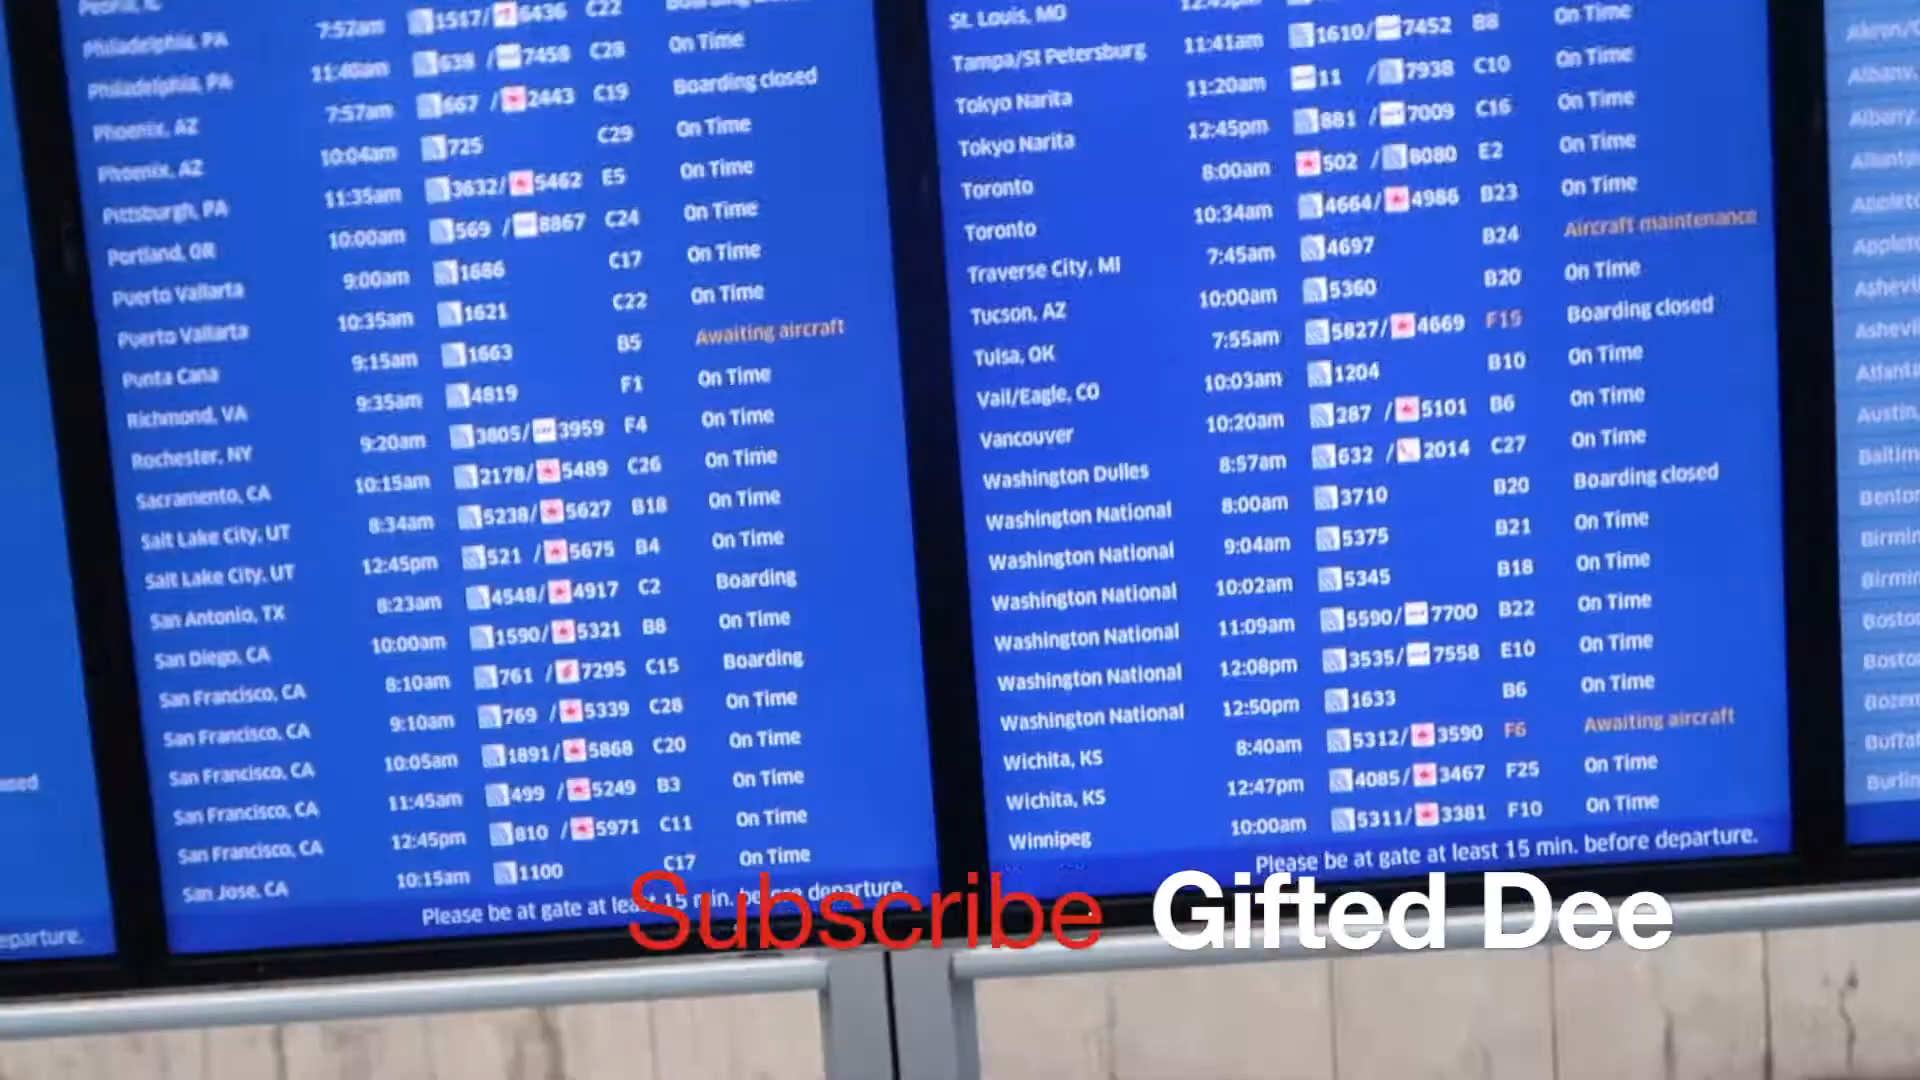 Philadelphia, PA 7:57am 1517/ 6436 C22
Philadelphia, PA 11:40am 639 / 7458 C28 On Time
Phoenix, AZ 7:57am 667 / 2443 C19 Boarding closed
Phoenix, AZ 10:04am 725 C29 On Time
Pittsburgh, PA 11:35am 3632/ 5462 E5 On Time
Portland, OR 10:00am 569 / 8867 C24 On Time
Puerto Vallarta 9:00am 1686 C17 On Time
Puerto Vallarta 10:35am 1621 C22 On Time
Punta Cana 9:15am 1663 B5 Awaiting aircraft
Richmond, VA 9:35am 4819 F1 On Time
Rochester, NY 9:20am 3805/ 3959 F4 On Time
Sacramento, CA 10:15am 2178/ 5489 C26 On Time
Salt Lake City, UT 8:34am 5238/ 5627 B18 On Time
Salt Lake City, UT 12:45pm 521 / 5675 B4 On Time
San Antonio, TX 8:23am 4548/ 4917 C2 Boarding
San Diego, CA 10:00am 1590/ 5321 B8 On Time
San Francisco, CA 8:10am 761 / 7295 C15 Boarding
San Francisco, CA 9:10am 769 / 5339 C28 On Time
San Francisco, CA 10:05am 1891/ 5868 C20 On Time
San Francisco, CA 11:45am 499 / 5249 B3 On Time
San Francisco, CA 12:45pm 810 / 5971 C11 On Time
San Jose, CA 10:15am 1100 C17 On Time
Please be at gate at least 15 min. before departure.
St. Louis, MO On Time
Tampa/St Petersburg 11:41am 1610/ 7452 B8 On Time
Tokyo Narita 11:20am 11 / 7938 C10 On Time
Tokyo Narita 12:45pm 881 / 7009 C16 On Time
Toronto 8:00am 502 / 8080 E2 On Time
Toronto 10:34am 4664/ 4986 B23 On Time
Traverse City, MI 7:45am 4697 B24 Aircraft maintenance
Tucson, AZ 10:00am 5360 B20 On Time
Tulsa, OK 7:55am 5827/ 4669 F15 Boarding closed
Vail/Eagle, CO 10:03am 1204 B10 On Time
Vancouver 10:20am 287 / 5101 B6 On Time
Washington Dulles 8:57am 632 / 2014 C27 On Time
Washington National 8:00am 3710 B20 Boarding closed
Washington National 9:04am 5375 B21 On Time
Washington National 10:02am 5345 B18 On Time
Washington National 11:09am 5590/ 7700 B22 On Time
Washington National 12:08pm 3535/ 7558 E10 On Time
Washington National 12:50pm 1633 B6 On Time
Wichita, KS 8:40am 5312/ 3590 F6 Awaiting aircraft
Wichita, KS 12:47pm 4085/ 3467 F25 On Time
Winnipeg 10:00am 5311/ 3381 F10 On Time
Please be at gate at least 15 min. before departure.
Subscribe Gifted Dee